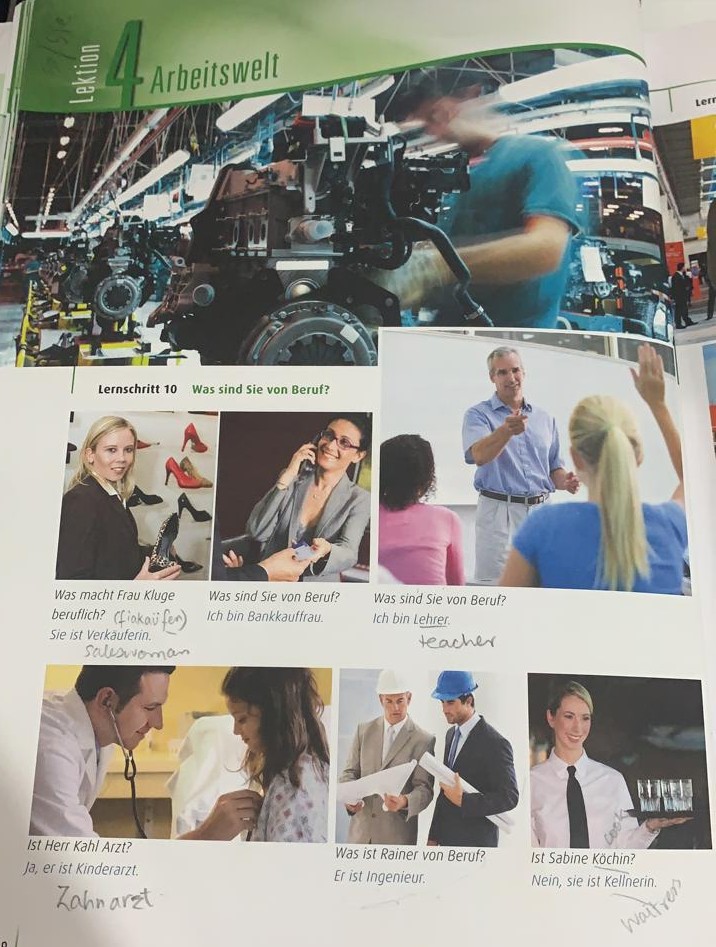 Lektion
4 Arbeitswelt
Lern
Lernschritt 10 Was sind Sie von Beruf?
Was macht Frau Kluge
beruflich? (fiakaüfen)
Sie ist Verkäuferin.
saleswoman
Was sind Sie von Beruf?
Ich bin Bankkauffrau.
Was sind Sie von Beruf?
Ich bin Lehrer.
teacher
Ist Herr Kahl Arzt?
Ja, er ist Kinderarzt.
Zahnarzt
Was ist Rainer von Beruf?
Er ist Ingenieur.
cook
Ist Sabine Köchin?
Nein, sie ist Kellnerin.
waitress